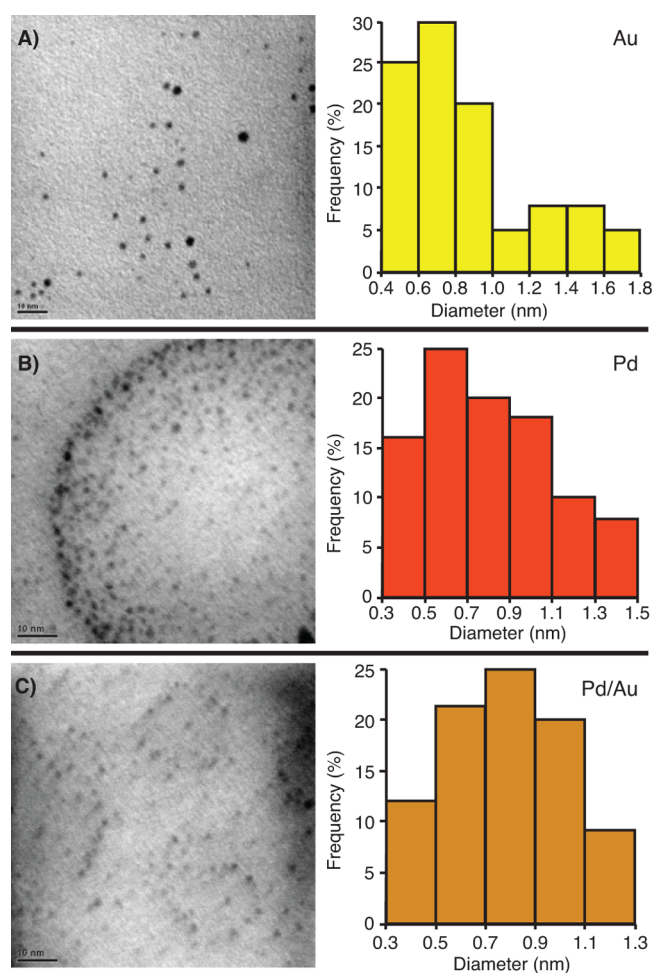 A)
10 nm
Au
Frequency (%)
30
25
20
15
10
5
0
0.4 0.6 0.8 1.0 1.2 1.4 1.6 1.8
Diameter (nm)
B)
10 nm
Pd
Frequency (%)
25
20
15
10
5
0
0.3 0.5 0.7 0.9 1.1 1.3 1.5
Diameter (nm)
C)
10 nm
Pd/Au
Frequency (%)
25
20
15
10
5
0
0.3 0.5 0.7 0.9 1.1 1.3
Diameter (nm)